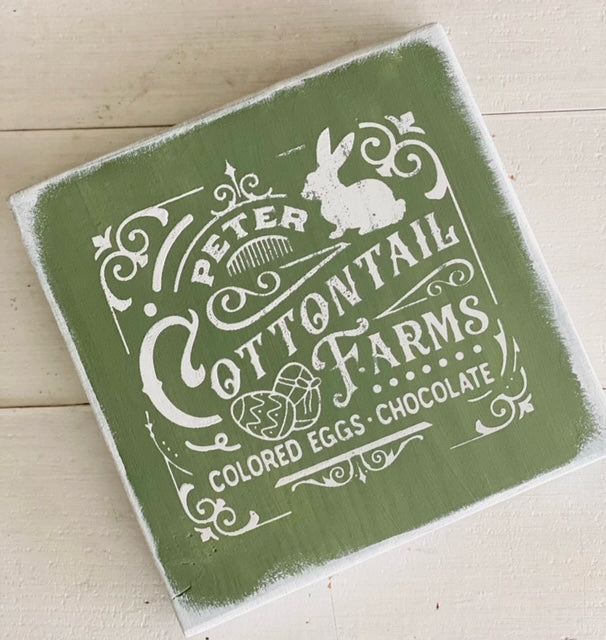 PETER
COTTONTAIL
FARMS
COLORED EGGS · CHOCOLATE